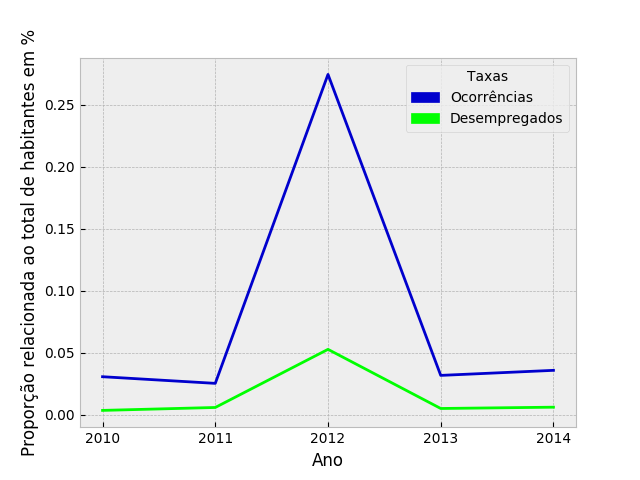 Proporção relacionada ao total de habitantes em %
Taxas
Ocorrências
Desempregados
0.25
0.20
0.15
0.10
0.05
0.00
2010 2011 2012 2013 2014
Ano